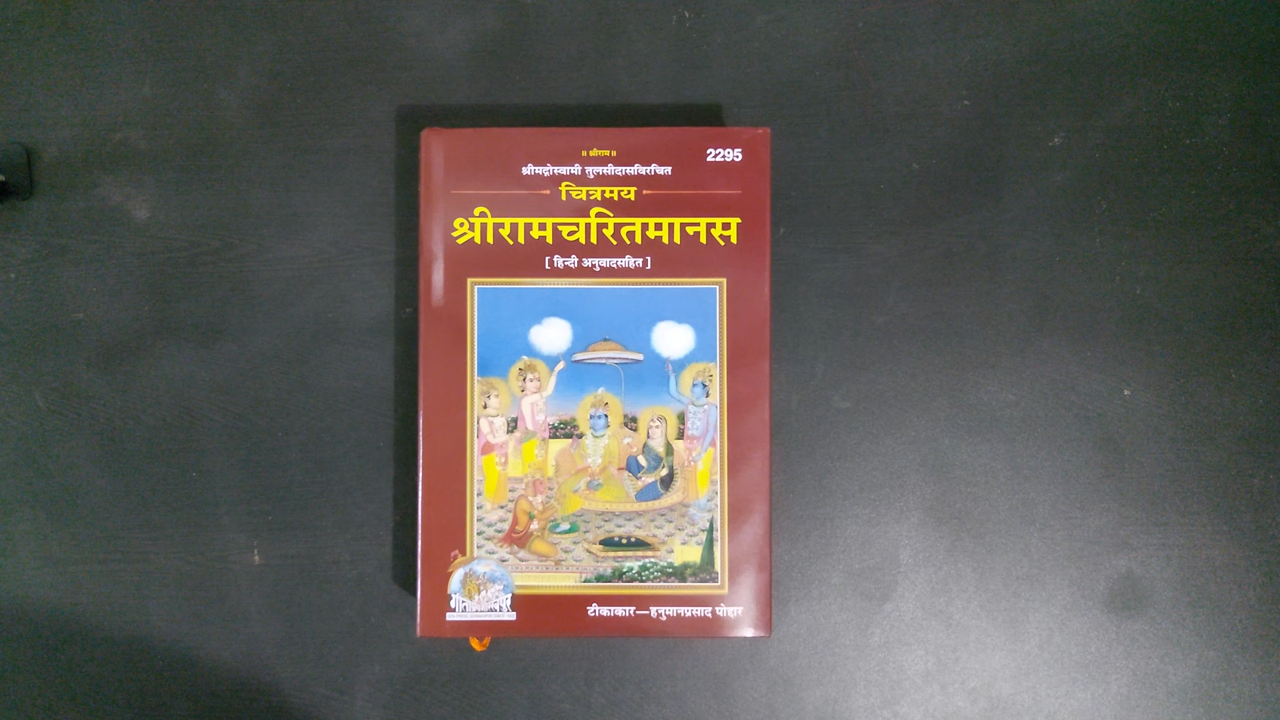 ॥ श्रीराम ॥
2295
श्रीमद्गोस्वामी तुलसीदासविरचित
चित्रमय
श्रीरामचरितमानस
[ हिन्दी अनुवादसहित ]
टीकाकार—हनुमानप्रसाद पोद्दार